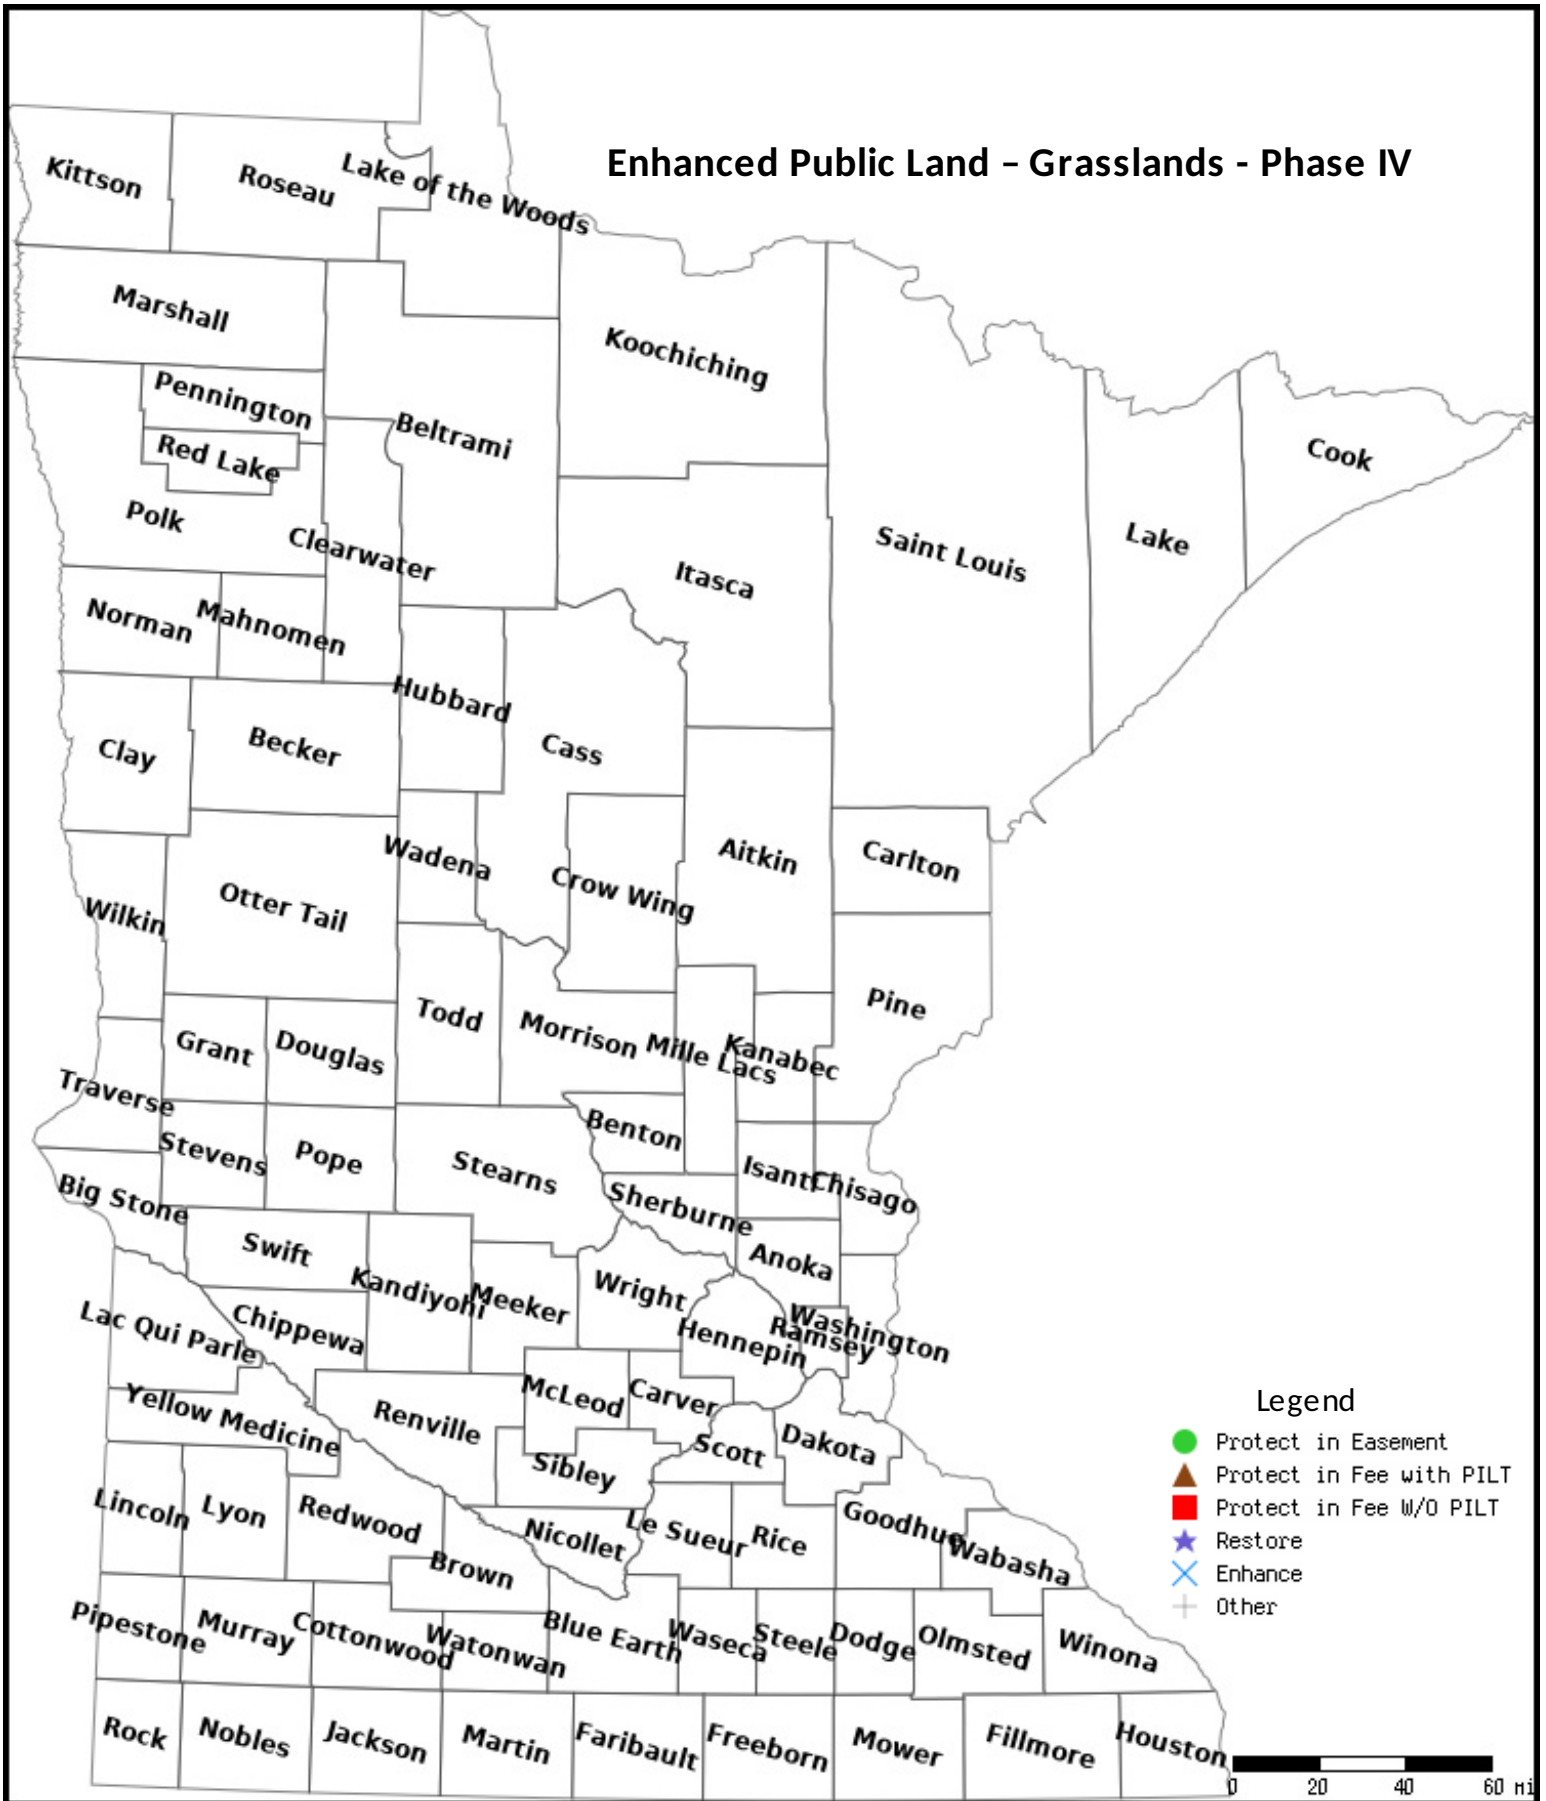 Enhanced Public Land – Grasslands - Phase IV
Kittson
Roseau
Lake of the Woods
Marshall
Koochiching
Pennington
Beltrami
Red Lake
Cook
Polk
Clearwater
Saint Louis
Lake
Itasca
Norman
Mahnomen
Hubbard
Clay
Becker
Cass
Wadena
Aitkin
Carlton
Crow Wing
Otter Tail
Wilkin
Pine
Todd
Morrison
Mille Lacs
Kanabec
Grant
Douglas
Traverse
Benton
Stevens
Pope
Stearns
Isanti
Chisago
Big Stone
Sherburne
Swift
Anoka
Kandiyohi
Meeker
Wright
Washington
Ramsey
Hennepin
Lac Qui Parle
Chippewa
McLeod
Carver
Yellow Medicine
Renville
Scott
Dakota
Sibley
Lincoln
Lyon
Redwood
Nicollet
Le Sueur
Rice
Goodhue
Wabasha
Brown
Pipestone
Murray
Cottonwood
Watonwan
Blue Earth
Waseca
Steele
Dodge
Olmsted
Winona
Rock
Nobles
Jackson
Martin
Faribault
Freeborn
Mower
Fillmore
Houston
Legend
Protect in Easement
Protect in Fee with PILT
Protect in Fee W/O PILT
Restore
Enhance
Other
0 20 40 60 mi